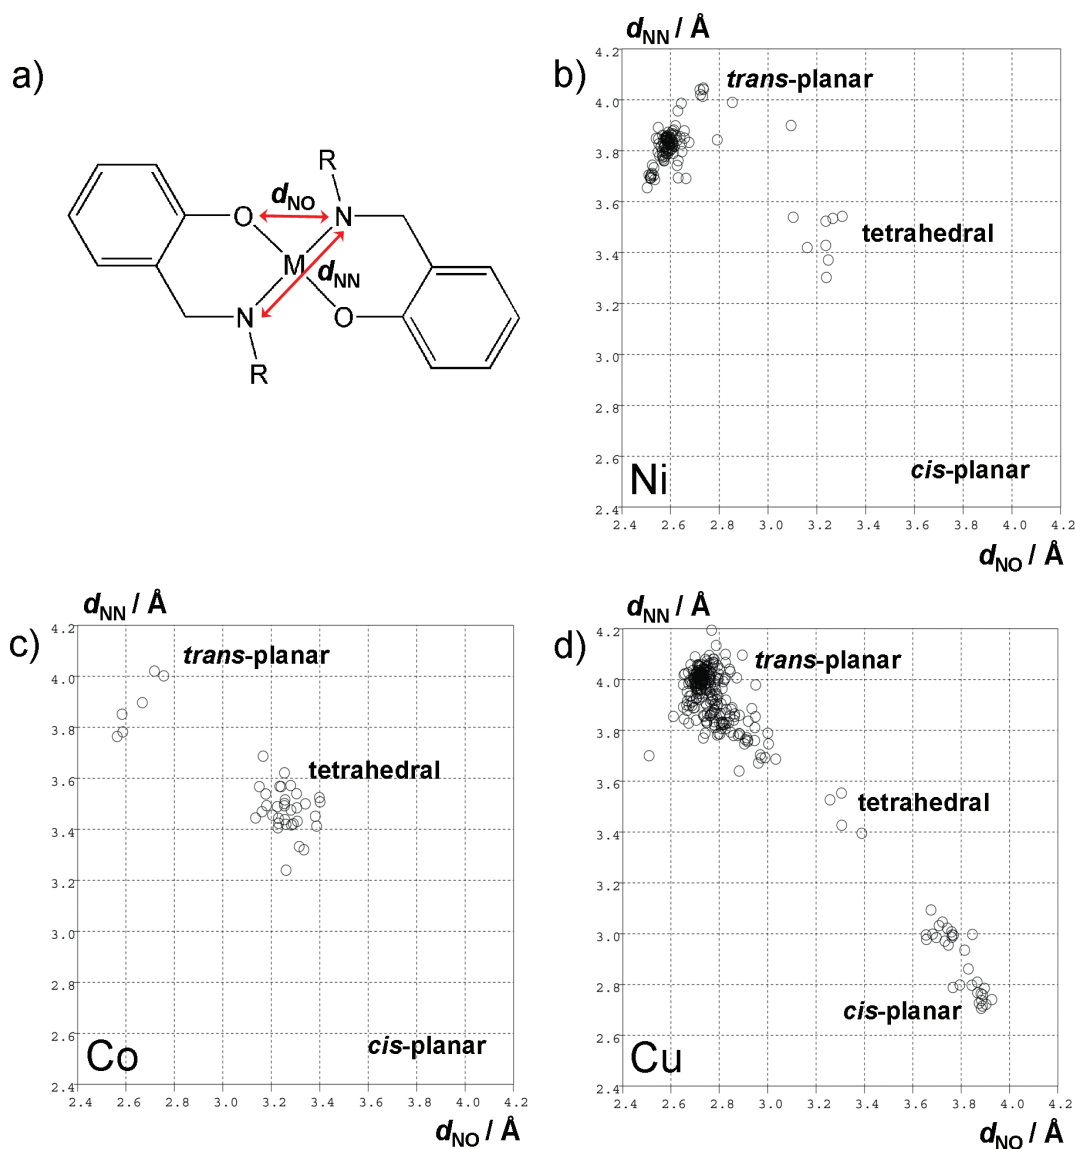 a)
R
d_NO
O
N
M
d_NN
N
O
R
b)
d_NN / Å
trans-planar
tetrahedral
cis-planar
Ni
4.2
4.0
3.8
3.6
3.4
3.2
3.0
2.8
2.6
2.4
2.4 2.6 2.8 3.0 3.2 3.4 3.6 3.8 4.0 4.2
d_NO / Å
c)
d_NN / Å
trans-planar
tetrahedral
cis-planar
Co
4.2
4.0
3.8
3.6
3.4
3.2
3.0
2.8
2.6
2.4
2.4 2.6 2.8 3.0 3.2 3.4 3.6 3.8 4.0 4.2
d_NO / Å
d)
d_NN / Å
trans-planar
tetrahedral
cis-planar
Cu
4.2
4.0
3.8
3.6
3.4
3.2
3.0
2.8
2.6
2.4
2.4 2.6 2.8 3.0 3.2 3.4 3.6 3.8 4.0 4.2
d_NO / Å